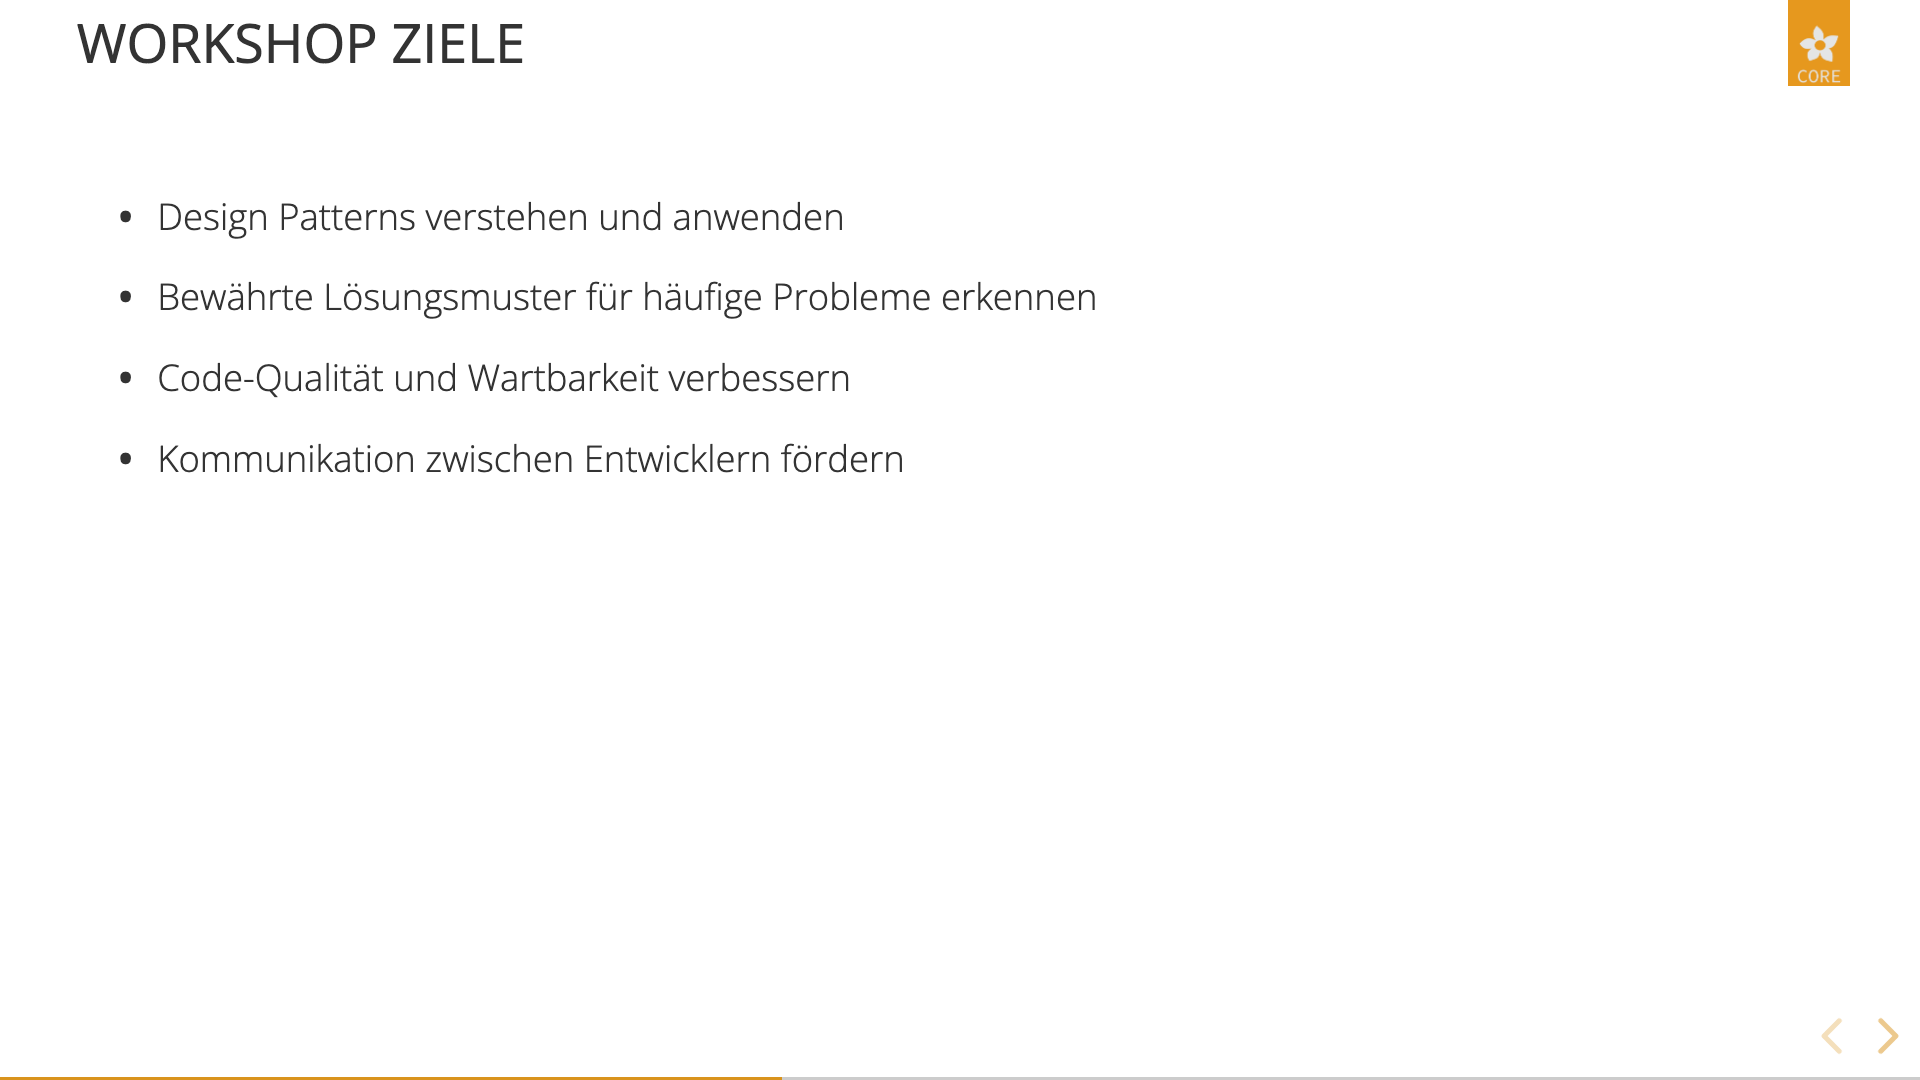 WORKSHOP ZIELE
CORE
• Design Patterns verstehen und anwenden
• Bewährte Lösungsmuster für häufige Probleme erkennen
• Code-Qualität und Wartbarkeit verbessern
• Kommunikation zwischen Entwicklern fördern